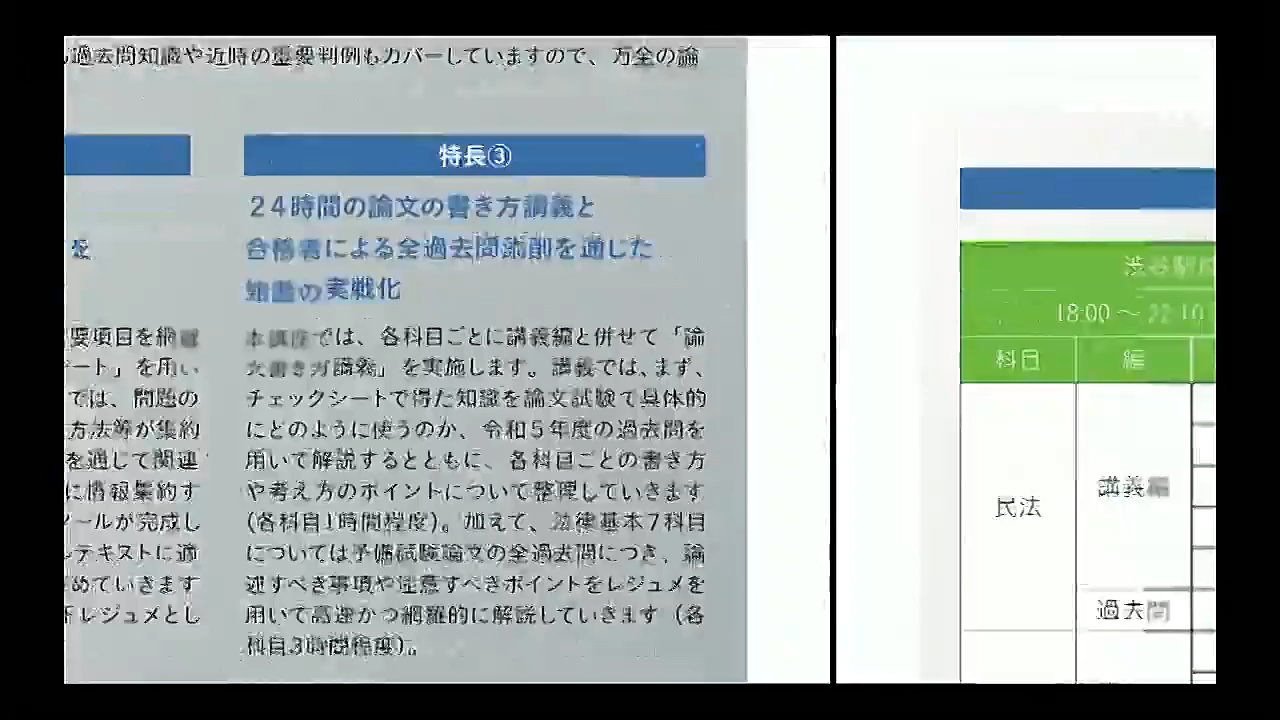 過去問知識や近時の重要判例もカバーしていますので、万全の論
特長③
24時間の論文の書き方講義と
合格者による全過去問添削を通じた
知識の実戦化
要項目を網羅
ート」を用い
では、問題の
方法等が集約
を通して関連
に情報集約す
ールが完成し
テキストに適
めていきます
レジュメとし
本講座では、各科目ごとに講義編と併せて「論
文書き方講義」を実施します。講義では、まず、
チェックシートで得た知識を論文試験で具体的
にどのように使うのか、令和5年度の過去問を
用いて解説するとともに、各科目ごとの書き方
や考え方のポイントについて整理していきます
(各科目1時間程度)。加えて、法律基本7科目
については予備試験論文の全過去問につき、論
述すべき事項や注意すべきポイントをレジュメを
用いて高速かつ網羅的に解説していきます（各
科目3時間程度)。
渋谷駅
18:00 ～ 22:10
科目
編
民法
講義編
過去問